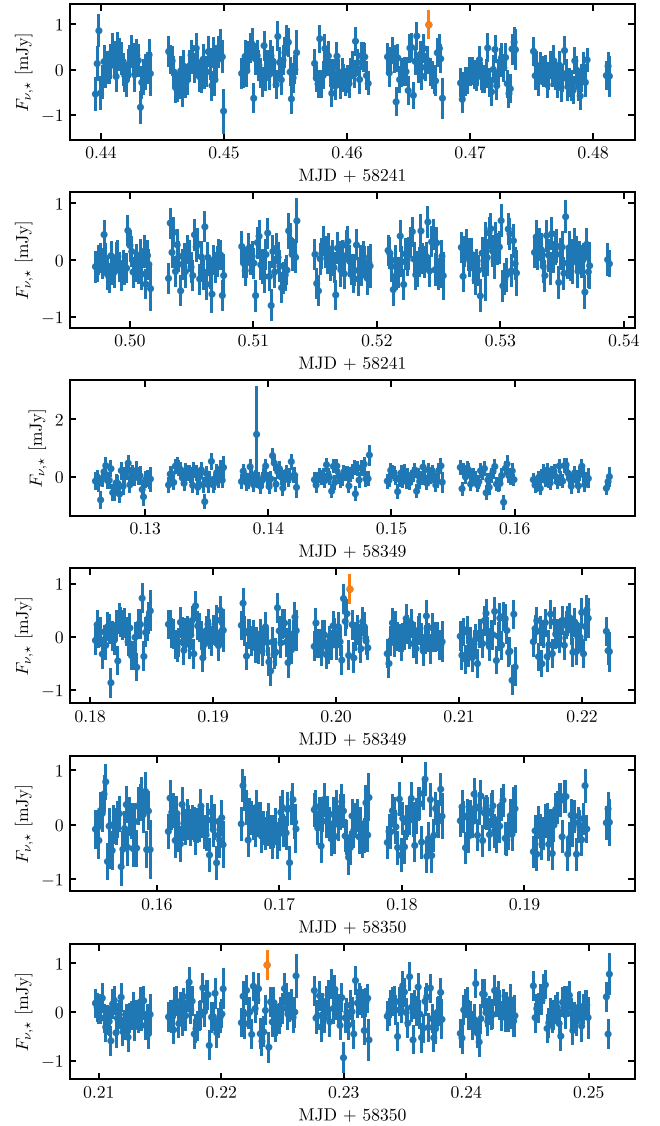 1
0
−1
F_{ν,⋆} [mJy]
0.44 0.45 0.46 0.47 0.48
MJD + 58241
1
0
−1
F_{ν,⋆} [mJy]
0.50 0.51 0.52 0.53 0.54
MJD + 58241
2
0
F_{ν,⋆} [mJy]
0.13 0.14 0.15 0.16
MJD + 58349
1
0
−1
F_{ν,⋆} [mJy]
0.18 0.19 0.20 0.21 0.22
MJD + 58349
1
0
−1
F_{ν,⋆} [mJy]
0.16 0.17 0.18 0.19
MJD + 58350
1
0
−1
F_{ν,⋆} [mJy]
0.21 0.22 0.23 0.24 0.25
MJD + 58350